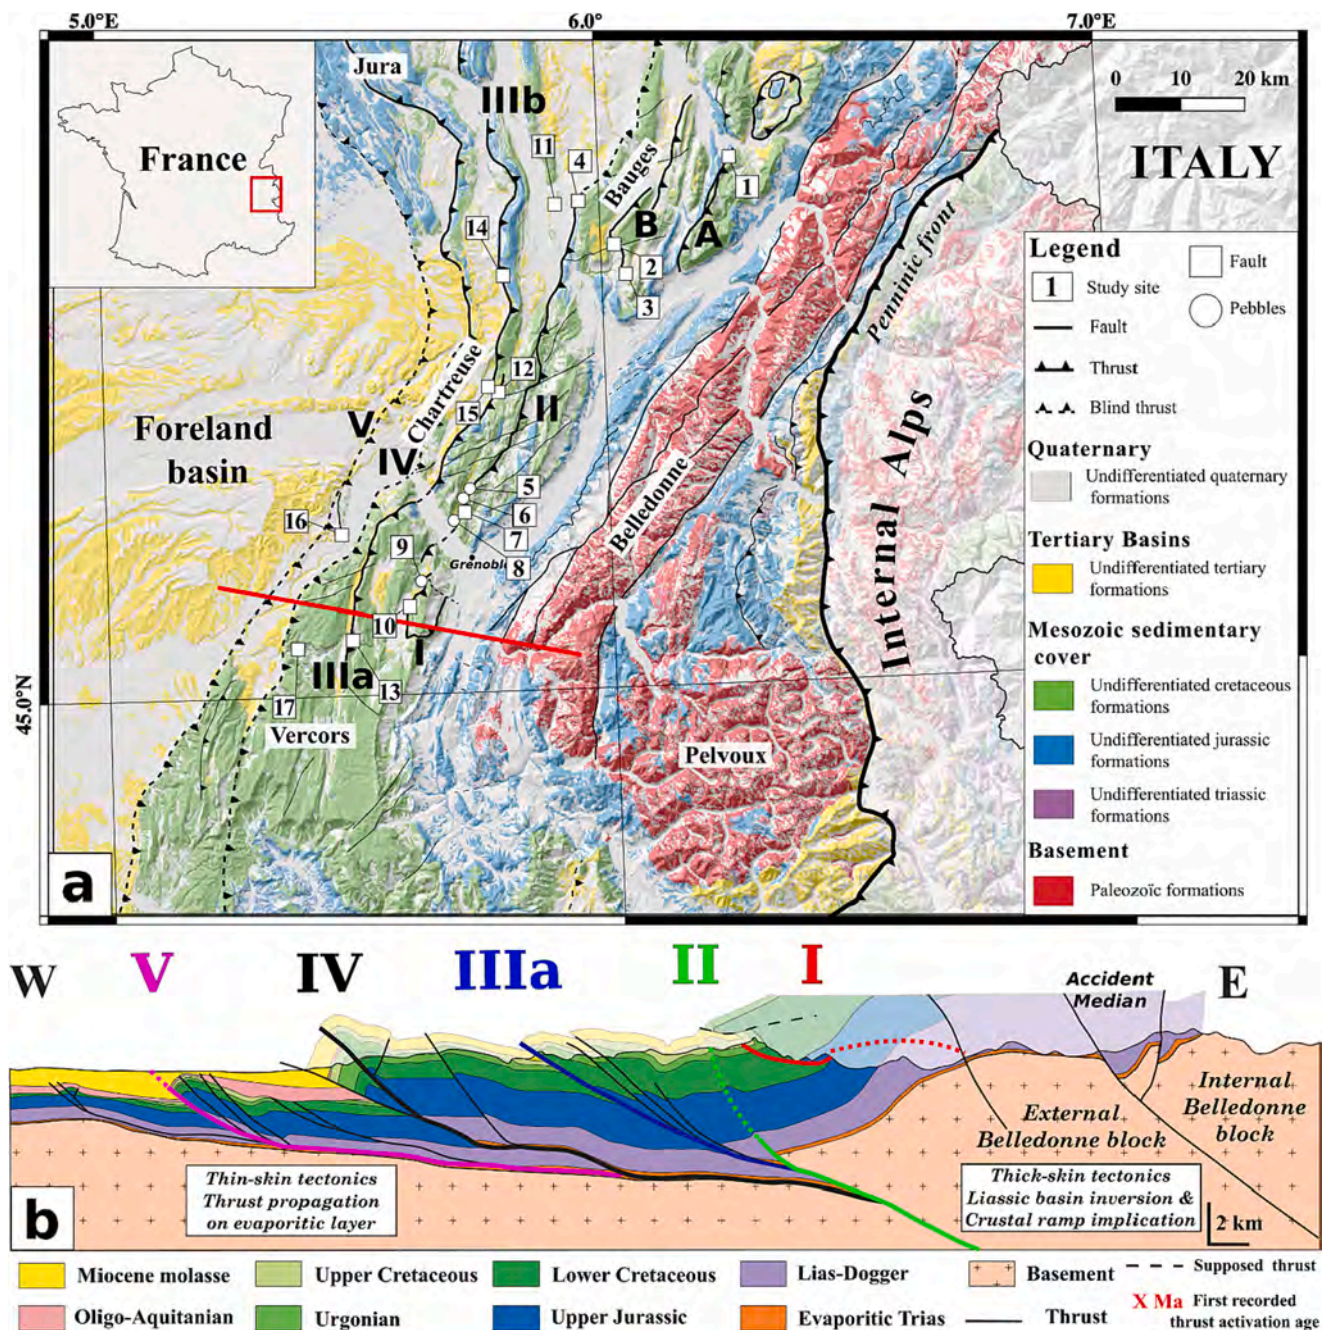 5.0°E
6.0°
7.0°E
45.0°N
France
Jura
IIIb
11
4
Bauges
1
B
A
2
3
14
ITALY
0 10 20 km
Penninic front
Foreland
basin
Chartreuse
12
15
II
V
IV
5
6
7
8
16
9
Grenoble
10
I
IIIa
13
17
Vercors
Belledonne
Pelvoux
Internal Alps
Legend
1 Study site
Fault
Pebbles
Fault
Thrust
Blind thrust
Quaternary
Undifferentiated quaternary
formations
Tertiary Basins
Undifferentiated tertiary
formations
Mesozoic sedimentary
cover
Undifferentiated cretaceous
formations
Undifferentiated jurassic
formations
Undifferentiated triassic
formations
Basement
Paleozoïc formations
a
W
V
IV
IIIa
II
I
E
Accident
Median
External
Belledonne block
Internal
Belledonne
block
Thin-skin tectonics
Thrust propagation
on evaporitic layer
Thick-skin tectonics
Liassic basin inversion &
Crustal ramp implication
2 km
b
Miocene molasse
Upper Cretaceous
Lower Cretaceous
Lias-Dogger
Basement
Supposed thrust
Oligo-Aquitanian
Urgonian
Upper Jurassic
Evaporitic Trias
Thrust
X Ma First recorded
thrust activation age